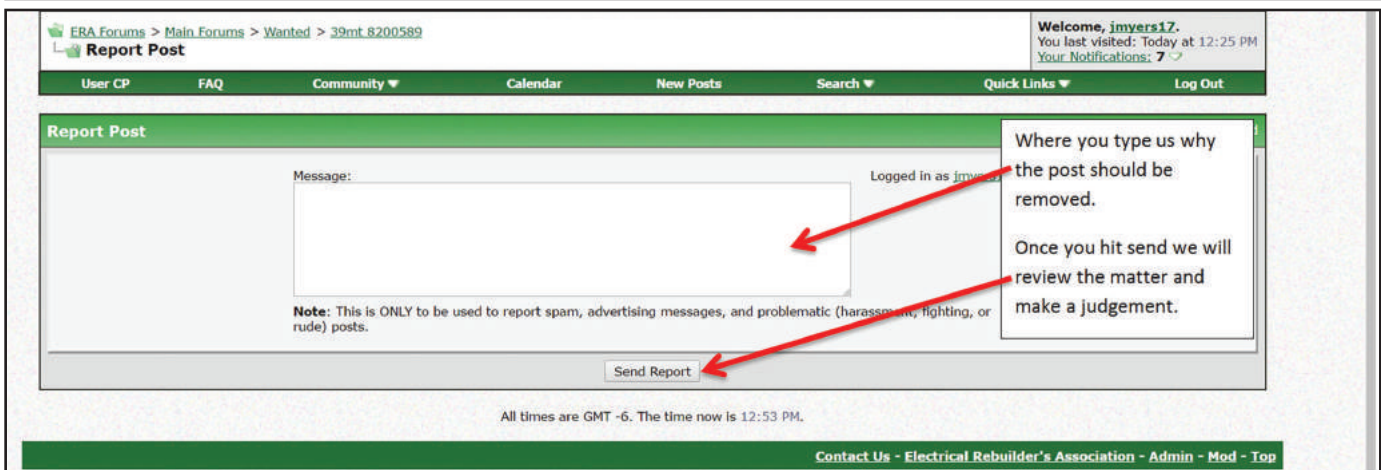 ERA Forums > Main Forums > Wanted > 39mt 8200589
Report Post
Welcome, jmyers17.
You last visited: Today at 12:25 PM
Your Notifications: 7
User CP FAQ Community Calendar New Posts Search Quick Links Log Out
Report Post
Message:
Logged in as
Where you type us why
the post should be
removed.
Once you hit send we will
review the matter and
make a judgement.
Note: This is ONLY to be used to report spam, advertising messages, and problematic (harassment, fighting, or
rude) posts.
Send Report
All times are GMT -6. The time now is 12:53 PM.
Contact Us - Electrical Rebuilder's Association - Admin - Mod - Top